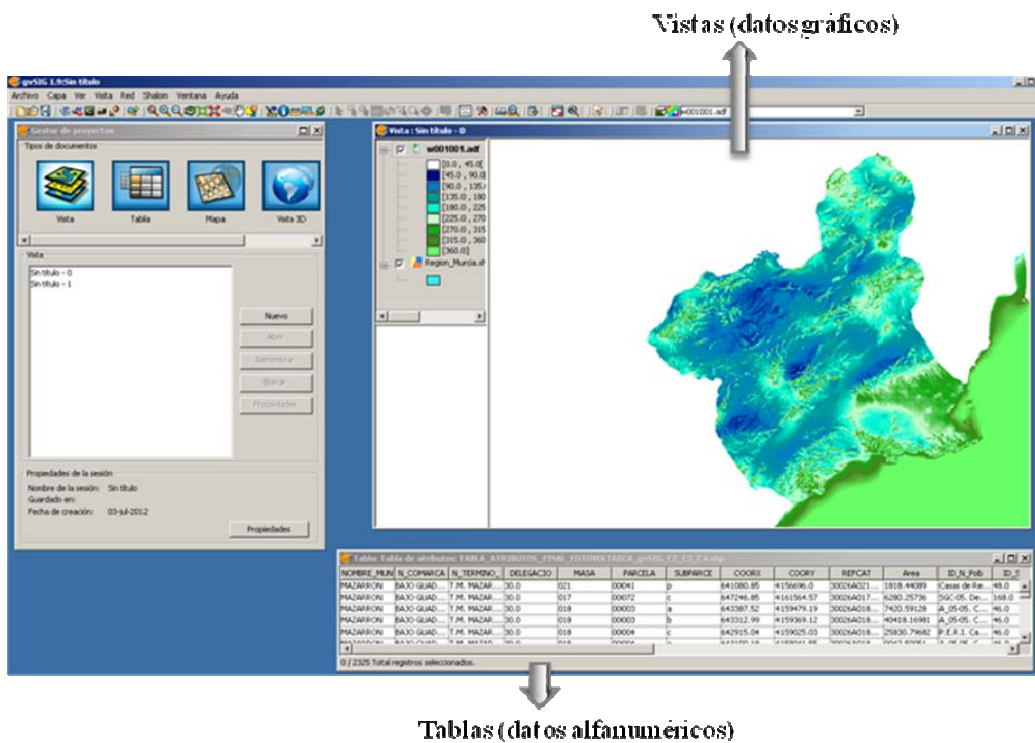 Vistas (datos gráficos)
gvSIG 1.9:Sin título
Archivo Capa Ver Vista Red Shalom Ventana Ayuda
w001001.adf
Gestor de proyectos
Tipos de documentos
Vista Tabla Mapa Vista 3D
Vista
Sin título - 0
Sin título - 1
Nuevo
Abrir
Renombrar
Borrar
Propiedades
Propiedades de la sesión
Nombre de la sesión: Sin título
Guardado en:
Fecha de creación: 03-jul-2012
Propiedades
Vista : Sin título - 0
w001001.adf
[0.0 , 45.0[
[45.0 , 90.0[
[90.0 , 135.
[135.0 , 180
[180.0 , 225
[225.0 , 270
[270.0 , 315
[315.0 , 360
[360.0]
Region_Murcia.sh
Tabla: Tabla de atributos: TABLA_ATRIBUTOS_FINAL_FOTOVOLTAICA_gvSIG_C2_C3_C4.shp
NOMBRE_MUN N_COMARCA N_TERMINO_ DELEGACIO MASA PARCELA SUBPARCE COORX COORY REFCAT Area ID_N_Pob
MAZARRON BAJO GUAD... T.M. MAZAR... 30.0 021 00041 p 641080.85 4156696.0 30026A021... 1818.44089 48.0
MAZARRON BAJO GUAD... T.M. MAZAR... 30.0 017 00072 c 647246.85 4161564.57 30026A017... 6280.25736 SGC-05. De... 168.0
MAZARRON BAJO GUAD... T.M. MAZAR... 30.0 018 00003 a 643387.52 4159479.19 30026A018... 7420.59128 A_05-05. C... 46.0
MAZARRON BAJO GUAD... T.M. MAZAR... 30.0 018 00003 b 643312.99 4159369.12 30026A018... 40418.16981 A_05-05. C... 46.0
MAZARRON BAJO GUAD... T.M. MAZAR... 30.0 018 00004 c 642915.04 4159025.03 30026A018... 25830.79682 P.E.R.I. Ca... 46.0
0 / 2325 Total registros seleccionados.
Tablas (datos alfanuméricos)